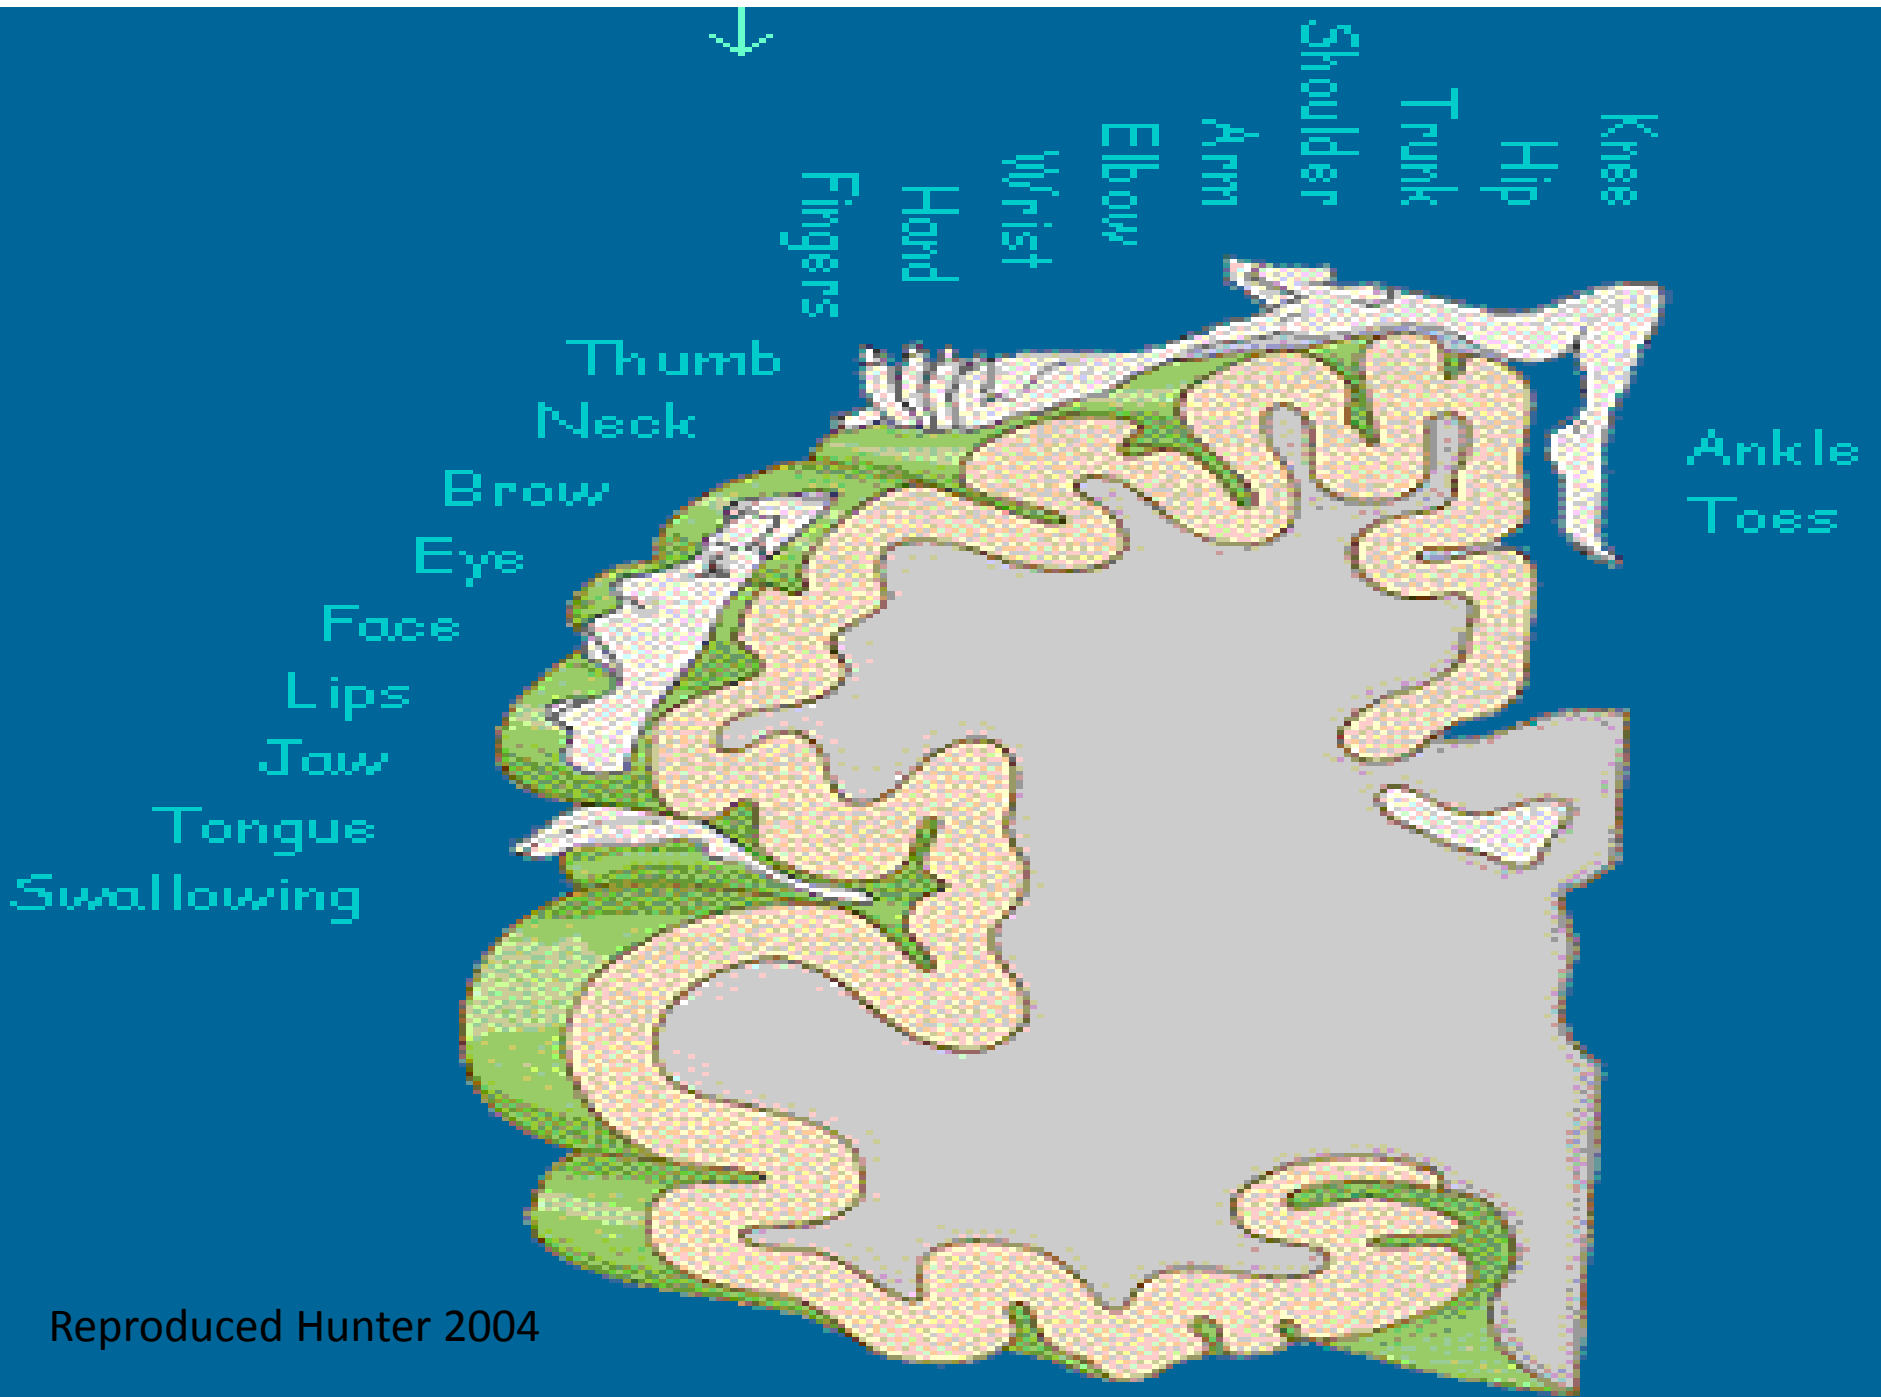 Shoulder
Trunk
Knee
Arm
Elbow
Hip
Wrist
Fingers
Hand
Thumb
Neck
Ankle
Brow
Toes
Eye
Face
Lips
Jaw
Tongue
Swallowing
Reproduced Hunter 2004